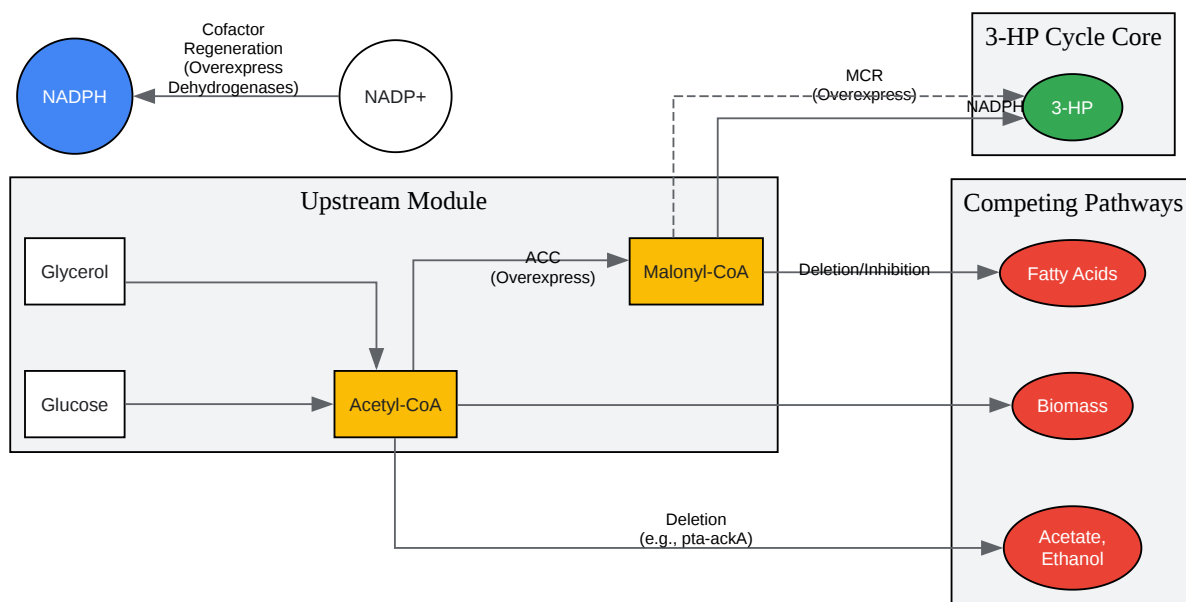 Cofactor
Regeneration
(Overexpress
Dehydrogenases)
NADPH
NADP+
3-HP Cycle Core
MCR
(Overexpress)
NADPH
3-HP
Upstream Module
Competing Pathways
Glycerol
ACC
(Overexpress)
Malonyl-CoA
Deletion/Inhibition
Fatty Acids
Glucose
Acetyl-CoA
Biomass
Deletion
(e.g., pta-ackA)
Acetate,
Ethanol